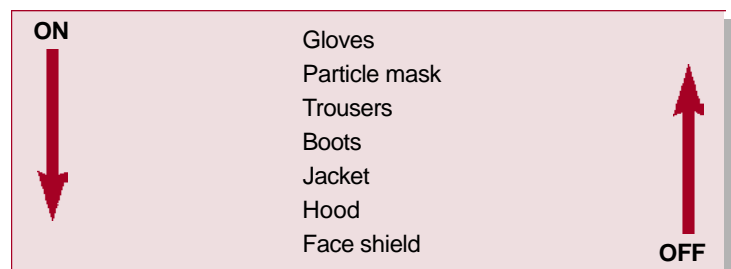 ON
Gloves
Particle mask
Trousers
Boots
Jacket
Hood
Face shield
OFF